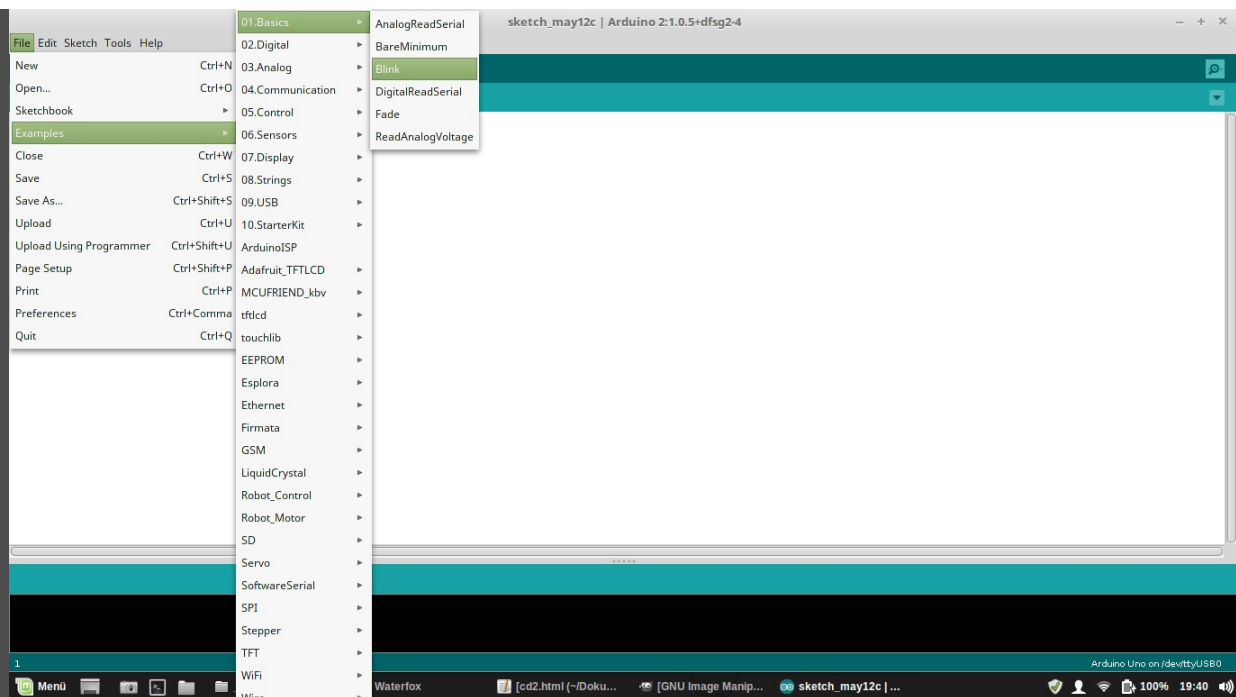 sketch_may12c | Arduino 2:1.0.5+dfsg2-4
File Edit Sketch Tools Help
New Ctrl+N
Open... Ctrl+O
Sketchbook
Examples
Close Ctrl+W
Save Ctrl+S
Save As... Ctrl+Shift+S
Upload Ctrl+U
Upload Using Programmer Ctrl+Shift+U
Page Setup Ctrl+Shift+P
Print Ctrl+P
Preferences Ctrl+Comma
Quit Ctrl+Q
01.Basics
02.Digital
03.Analog
04.Communication
05.Control
06.Sensors
07.Display
08.Strings
09.USB
10.StarterKit
ArduinoISP
Adafruit_TFTLCD
MCUFRIEND_kbv
tftlcd
touchlib
EEPROM
Esplora
Ethernet
Firmata
GSM
LiquidCrystal
Robot_Control
Robot_Motor
SD
Servo
SoftwareSerial
SPI
Stepper
TFT
WiFi
AnalogReadSerial
BareMinimum
Blink
DigitalReadSerial
Fade
ReadAnalogVoltage
1
Arduino Uno on /dev/ttyUSB0
Menü Waterfox [cd2.html (~/Doku... [GNU Image Manip... sketch_may12c | ... 100% 19:40